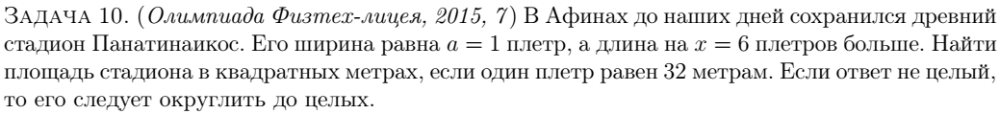 Задача 10. (Олимпиада Физтех-лицея, 2015, 7) В Афинах до наших дней сохранился древний
стадион Панатинаикос. Его ширина равна a = 1 плетр, а длина на x = 6 плетров больше. Найти
площадь стадиона в квадратных метрах, если один плетр равен 32 метрам. Если ответ не целый,
то его следует округлить до целых.